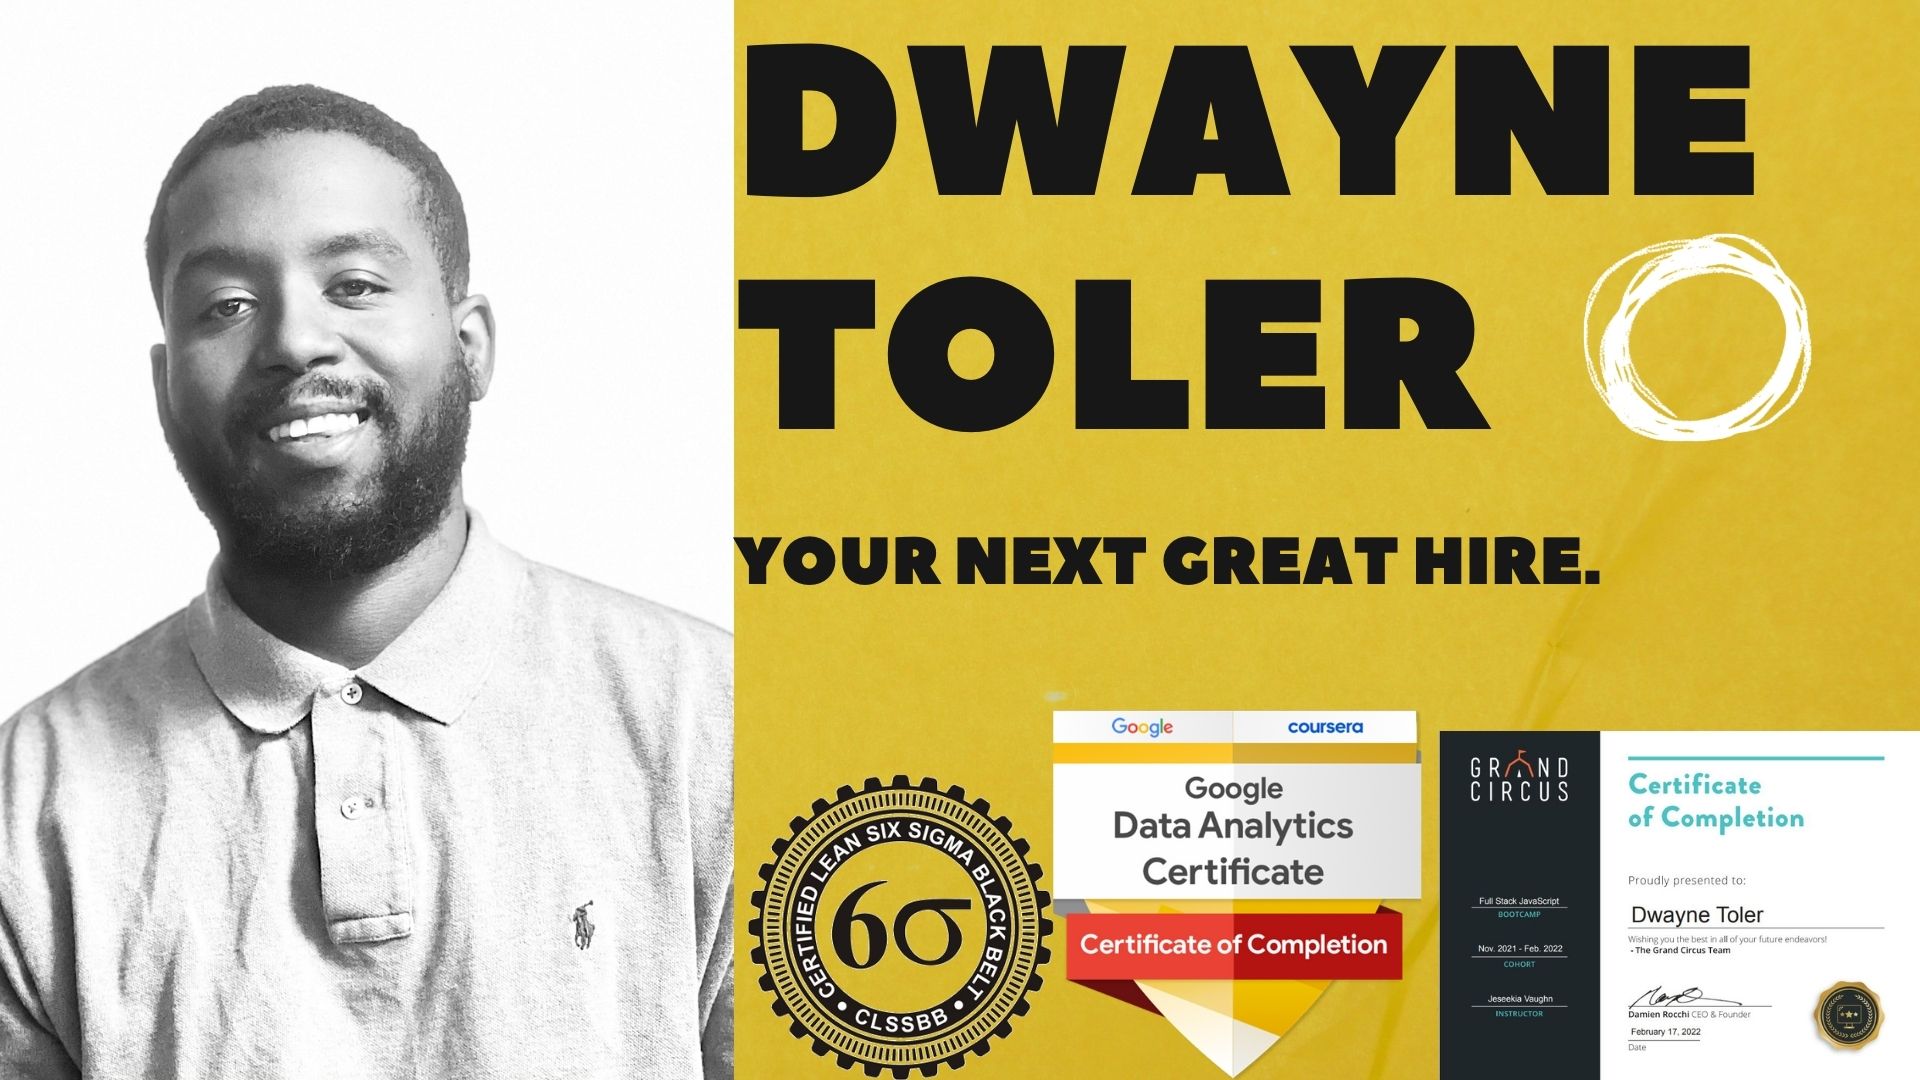 DWAYNE
TOLER
YOUR NEXT GREAT HIRE.
CERTIFIED LEAN SIX SIGMA BLACK BELT
6σ
• CLSSBB •
Google coursera
Google
Data Analytics
Certificate
Certificate of Completion
GRAND
CIRCUS
Full Stack JavaScript
BOOTCAMP
Nov. 2021 - Feb. 2022
COHORT
Jeseekia Vaughn
INSTRUCTOR
Certificate
of Completion
Proudly presented to:
Dwayne Toler
Wishing you the best in all of your future endeavors!
- The Grand Circus Team
Damien Rocchi CEO & Founder
February 17, 2022
Date